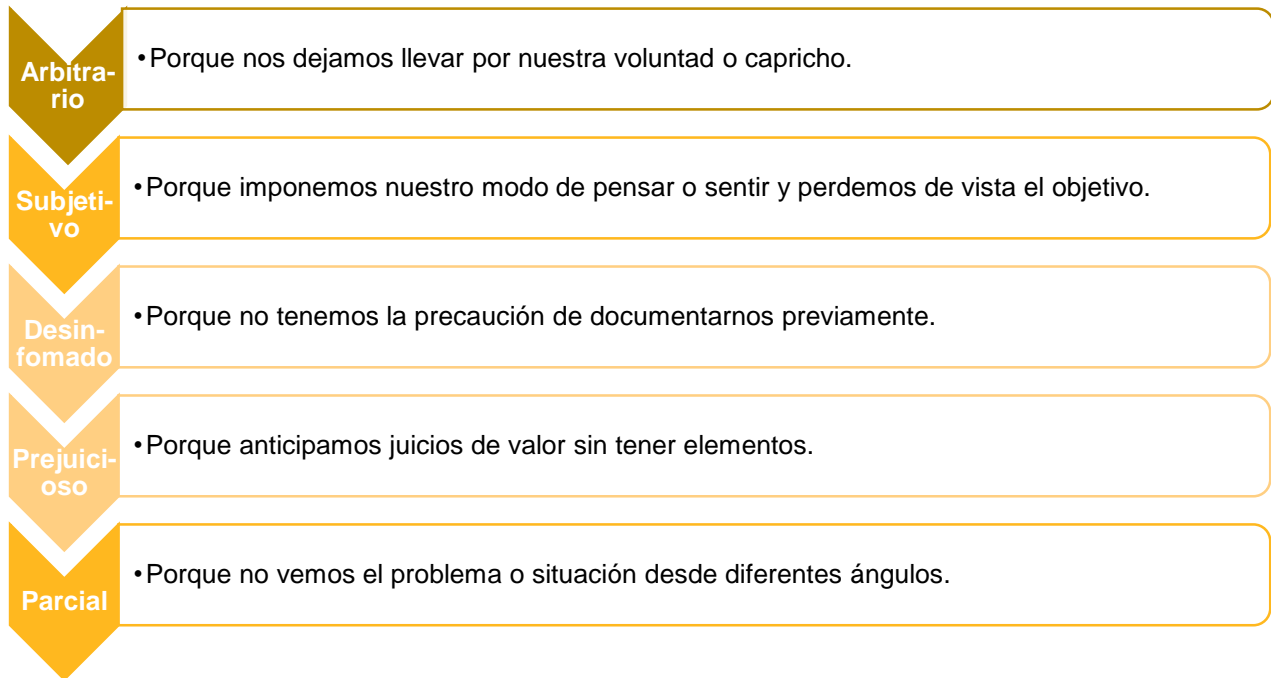 Arbitra-
rio
•Porque nos dejamos llevar por nuestra voluntad o capricho.
Subjeti-
vo
•Porque imponemos nuestro modo de pensar o sentir y perdemos de vista el objetivo.
Desin-
fomado
•Porque no tenemos la precaución de documentarnos previamente.
Prejuici-
oso
•Porque anticipamos juicios de valor sin tener elementos.
Parcial
•Porque no vemos el problema o situación desde diferentes ángulos.